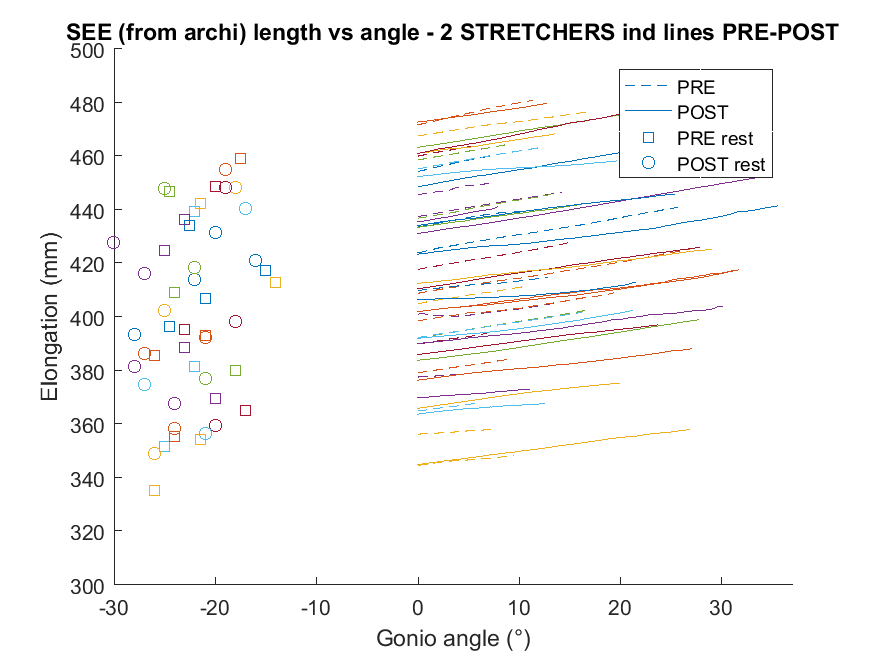 SEE (from archi) length vs angle - 2 STRETCHERS ind lines PRE-POST
500
480
460
440
420
400
380
360
340
320
300
Elongation (mm)
PRE
POST
PRE rest
POST rest
-30 -20 -10 0 10 20 30
Gonio angle (°)